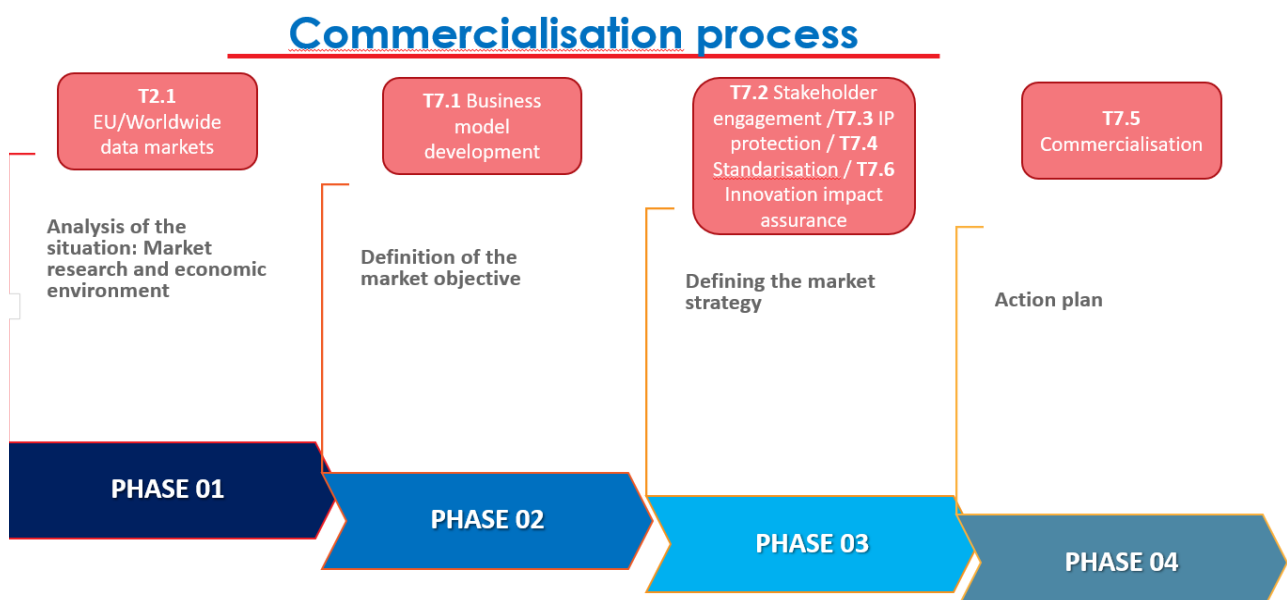 Commercialisation process
T2.1
EU/Worldwide
data markets
Analysis of the
situation: Market
research and economic
environment
PHASE 01
T7.1 Business
model
development
Definition of the
market objective
PHASE 02
T7.2 Stakeholder
engagement /T7.3 IP
protection / T7.4
Standarisation / T7.6
Innovation impact
assurance
Defining the market
strategy
PHASE 03
T7.5
Commercialisation
Action plan
PHASE 04